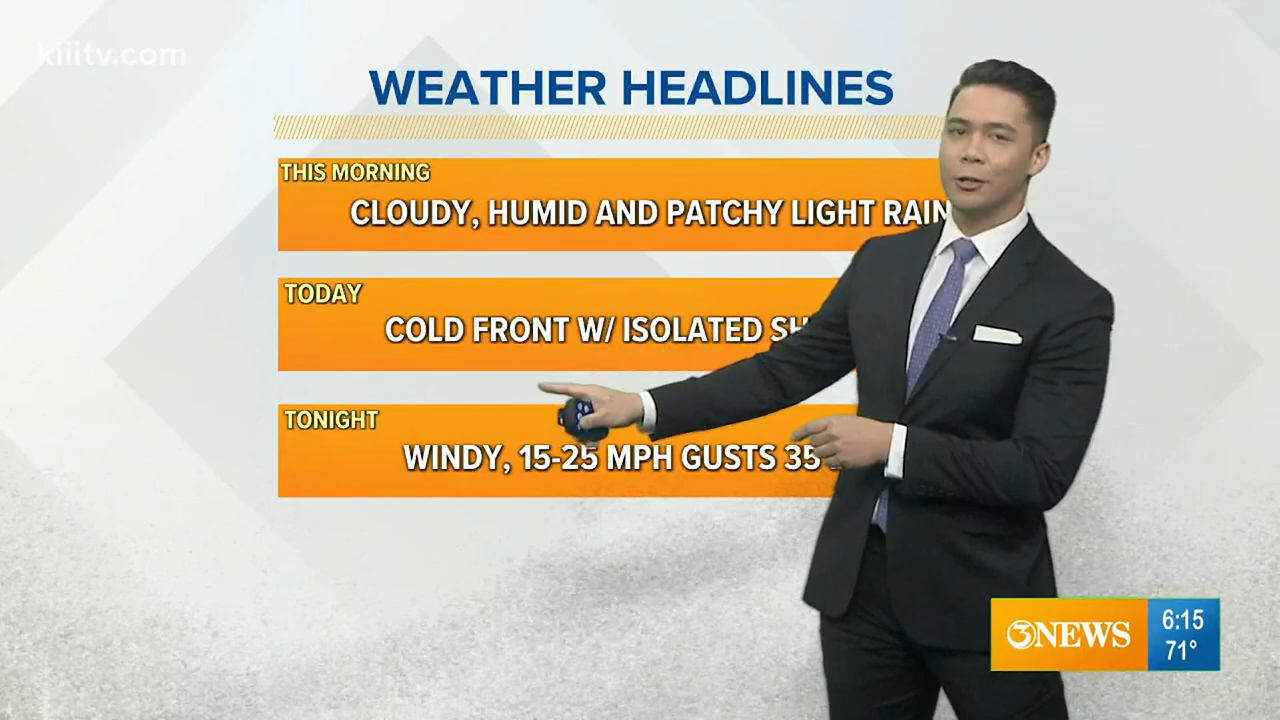 kiiitv.com
WEATHER HEADLINES
THIS MORNING
CLOUDY, HUMID AND PATCHY LIGHT RAIN
TODAY
COLD FRONT W/ ISOLATED
TONIGHT
WINDY, 15-25 MPH GUSTS 35
3NEWS
6:15
71°